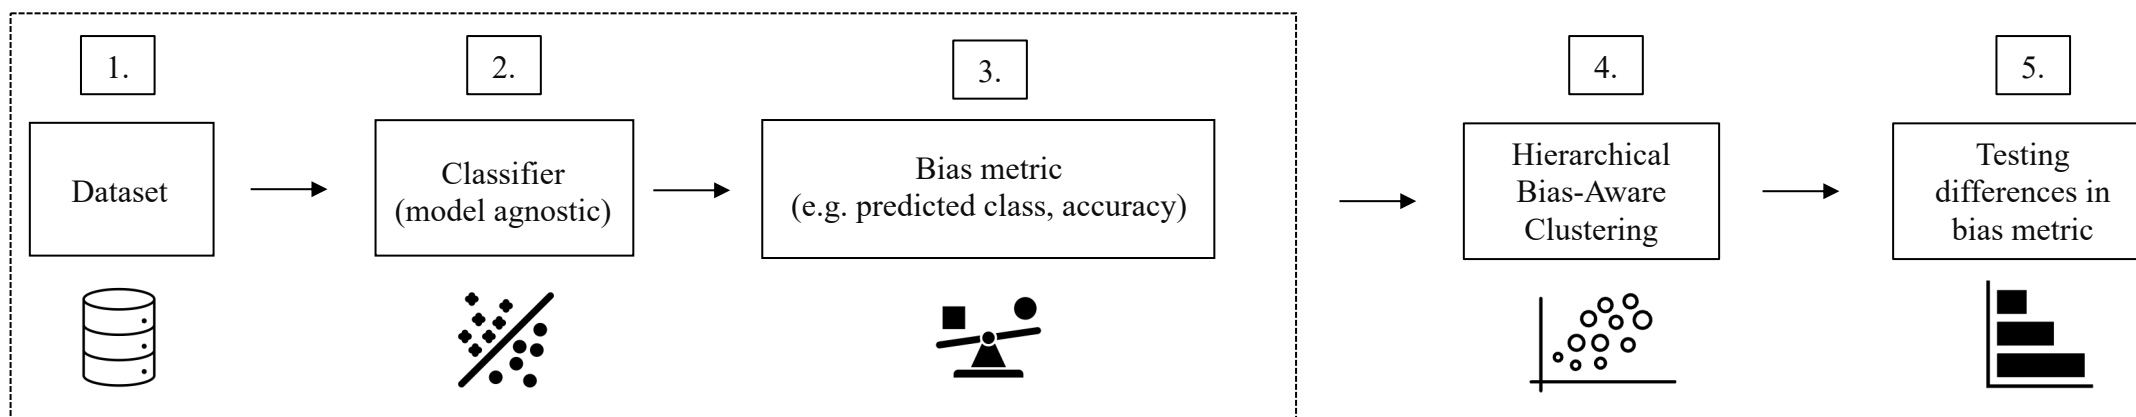 1.
Dataset
2.
Classifier
(model agnostic)
3.
Bias metric
(e.g. predicted class, accuracy)
4.
Hierarchical
Bias-Aware
Clustering
5.
Testing
differences in
bias metric